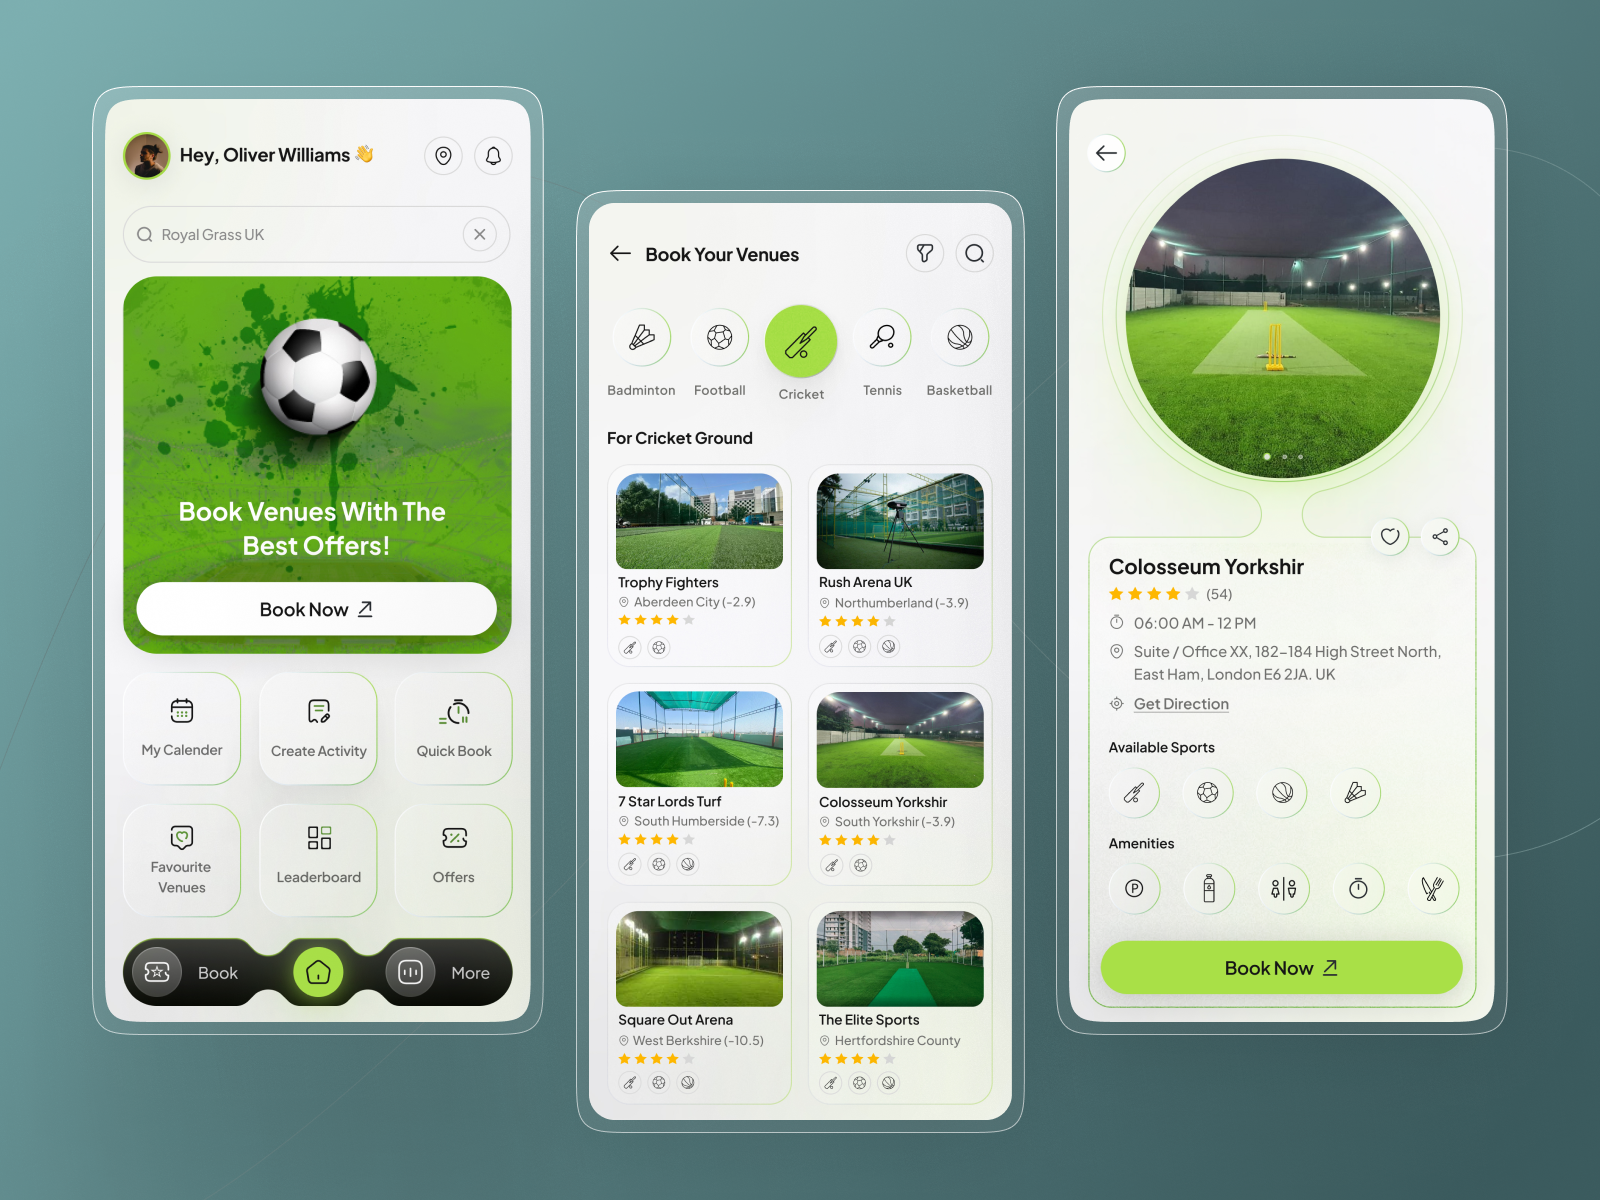 Hey, Oliver Williams 👋
Royal Grass UK
Book Venues With The
Best Offers!
Book Now
My Calender
Create Activity
Quick Book
Favourite
Venues
Leaderboard
Offers
Book
More
Book Your Venues
Badminton
Football
Cricket
Tennis
Basketball
For Cricket Ground
Trophy Fighters
Aberdeen City (-2.9)
Rush Arena UK
Northumberland (-3.9)
7 Star Lords Turf
South Humberside (-7.3)
Colosseum Yorkshir
South Yorkshir (-3.9)
Square Out Arena
West Berkshire (-10.5)
The Elite Sports
Hertfordshire County
Colosseum Yorkshir
(54)
06:00 AM - 12 PM
Suite / Office XX, 182-184 High Street North,
East Ham, London E6 2JA. UK
Get Direction
Available Sports
Amenities
P
Book Now